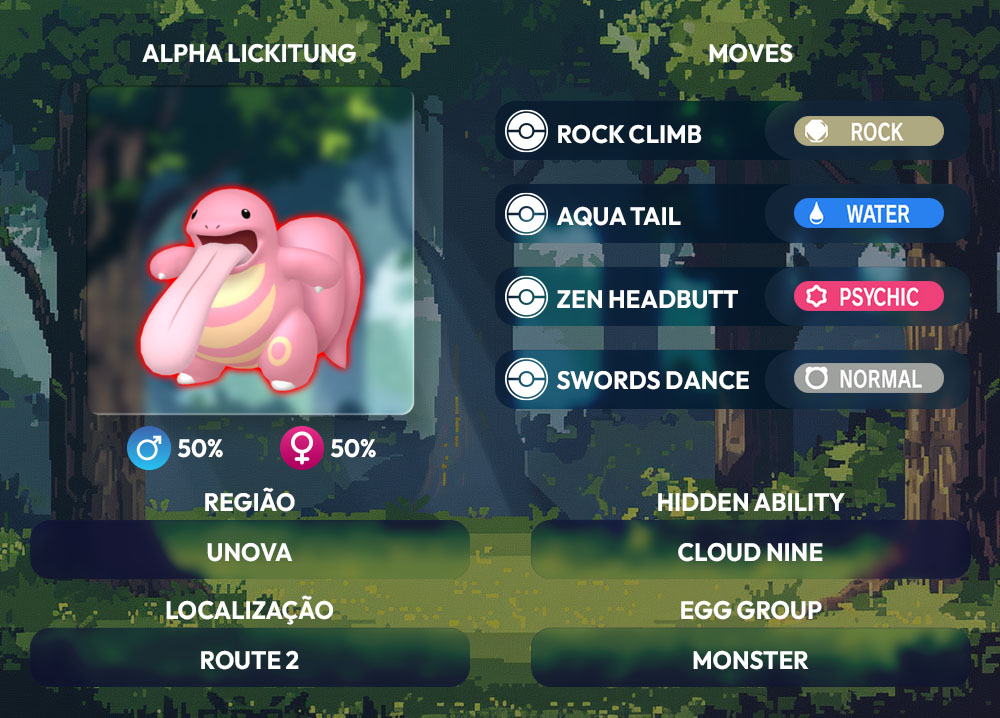 ALPHA LICKITUNG
50%
50%
REGIÃO
UNOVA
LOCALIZAÇÃO
ROUTE 2
MOVES
ROCK CLIMB ROCK
AQUA TAIL WATER
ZEN HEADBUTT PSYCHIC
SWORDS DANCE NORMAL
HIDDEN ABILITY
CLOUD NINE
EGG GROUP
MONSTER